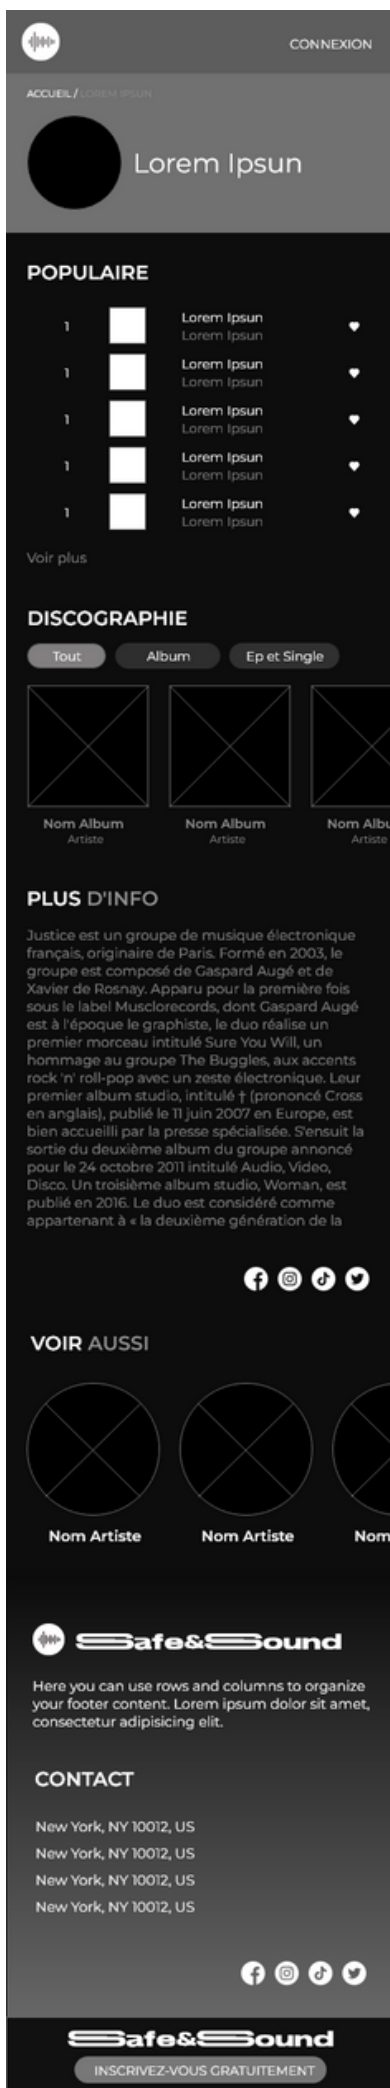 CONNEXION
ACCUEIL / LOREM IPSUN
Lorem Ipsun
POPULAIRE
1
Lorem Ipsun
Lorem Ipsun
1
Lorem Ipsun
Lorem Ipsun
1
Lorem Ipsun
Lorem Ipsun
1
Lorem Ipsun
Lorem Ipsun
1
Lorem Ipsun
Lorem Ipsun
Voir plus
DISCOGRAPHIE
Tout Album Ep et Single
Nom Album Nom Album Nom Albu
Artiste Artiste Artiste
PLUS D'INFO
Justice est un groupe de musique électronique
français, originaire de Paris. Formé en 2003, le
groupe est composé de Gaspard Augé et de
Xavier de Rosnay. Apparu pour la première fois
sous le label Musclorecords, dont Gaspard Augé
est à l'époque le graphiste, le duo réalise un
premier morceau intitulé Sure You Will, un
hommage au groupe The Buggles, aux accents
rock 'n' roll-pop avec un zeste électronique. Leur
premier album studio, intitulé † (prononcé Cross
en anglais), publié le 11 juin 2007 en Europe, est
bien accueilli par la presse spécialisée. S'ensuit la
sortie du deuxième album du groupe annoncé
pour le 24 octobre 2011 intitulé Audio, Video,
Disco. Un troisième album studio, Woman, est
publié en 2016. Le duo est considéré comme
appartenant à « la deuxième génération de la
VOIR AUSSI
Nom Artiste Nom Artiste Nom
Safe&Sound
Here you can use rows and columns to organize
your footer content. Lorem ipsum dolor sit amet,
consectetur adipisicing elit.
CONTACT
New York, NY 10012, US
New York, NY 10012, US
New York, NY 10012, US
New York, NY 10012, US
Safe&Sound
INSCRIVEZ-VOUS GRATUITEMENT